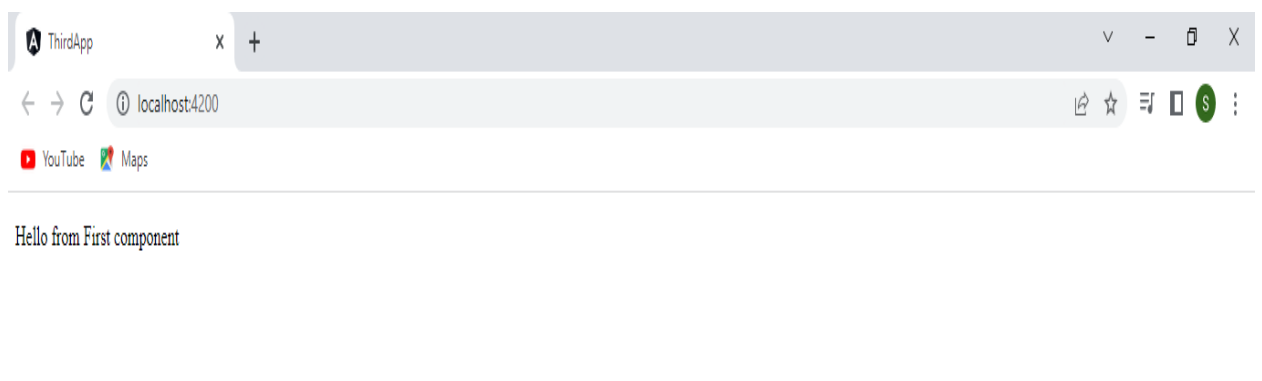 ThirdApp
localhost:4200
S
YouTube Maps
Hello from First component